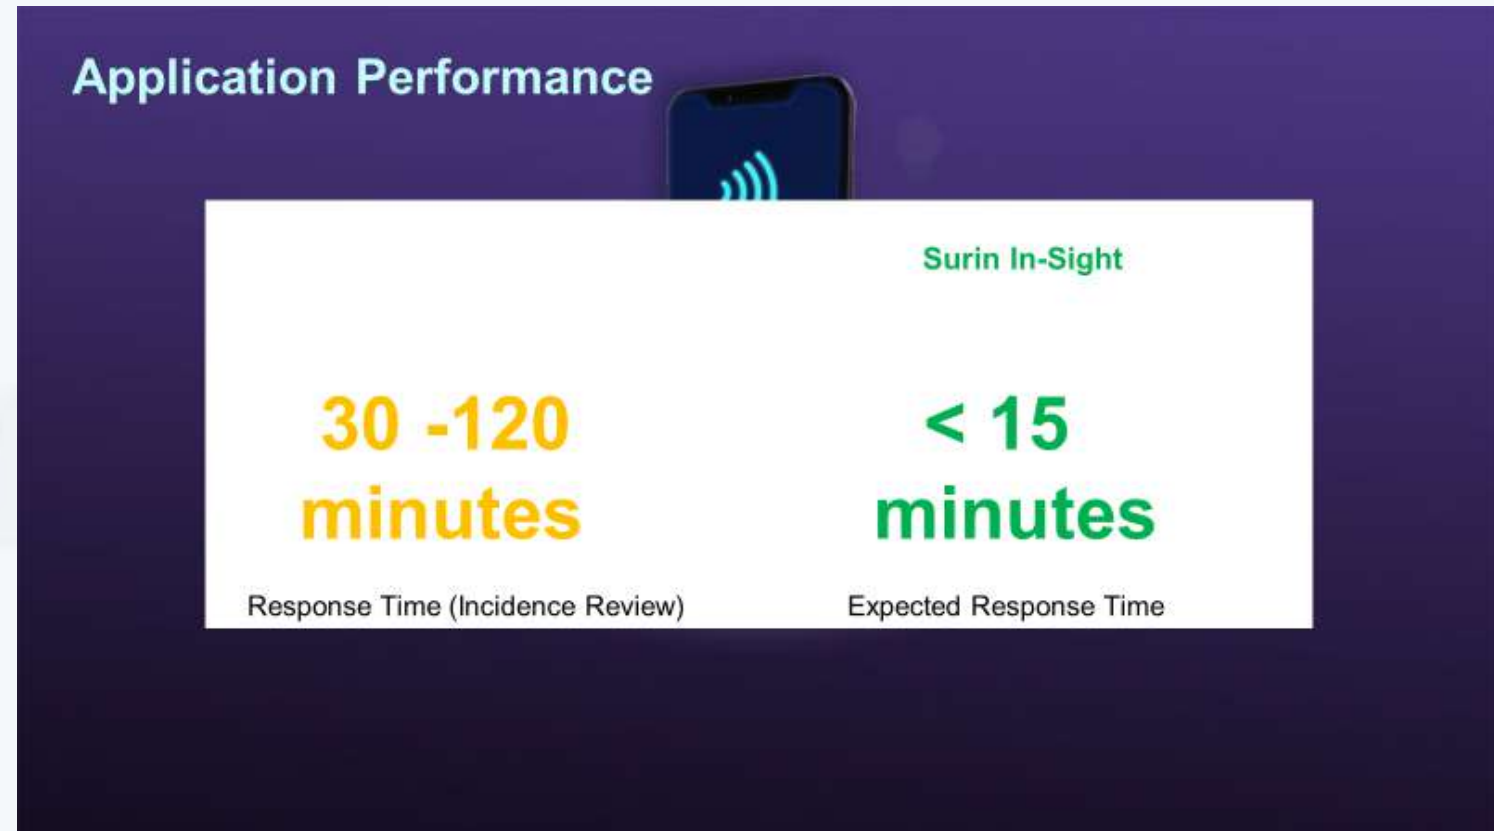 Application Performance
Surin In-Sight
30 -120
minutes
< 15
minutes
Response Time (Incidence Review)
Expected Response Time